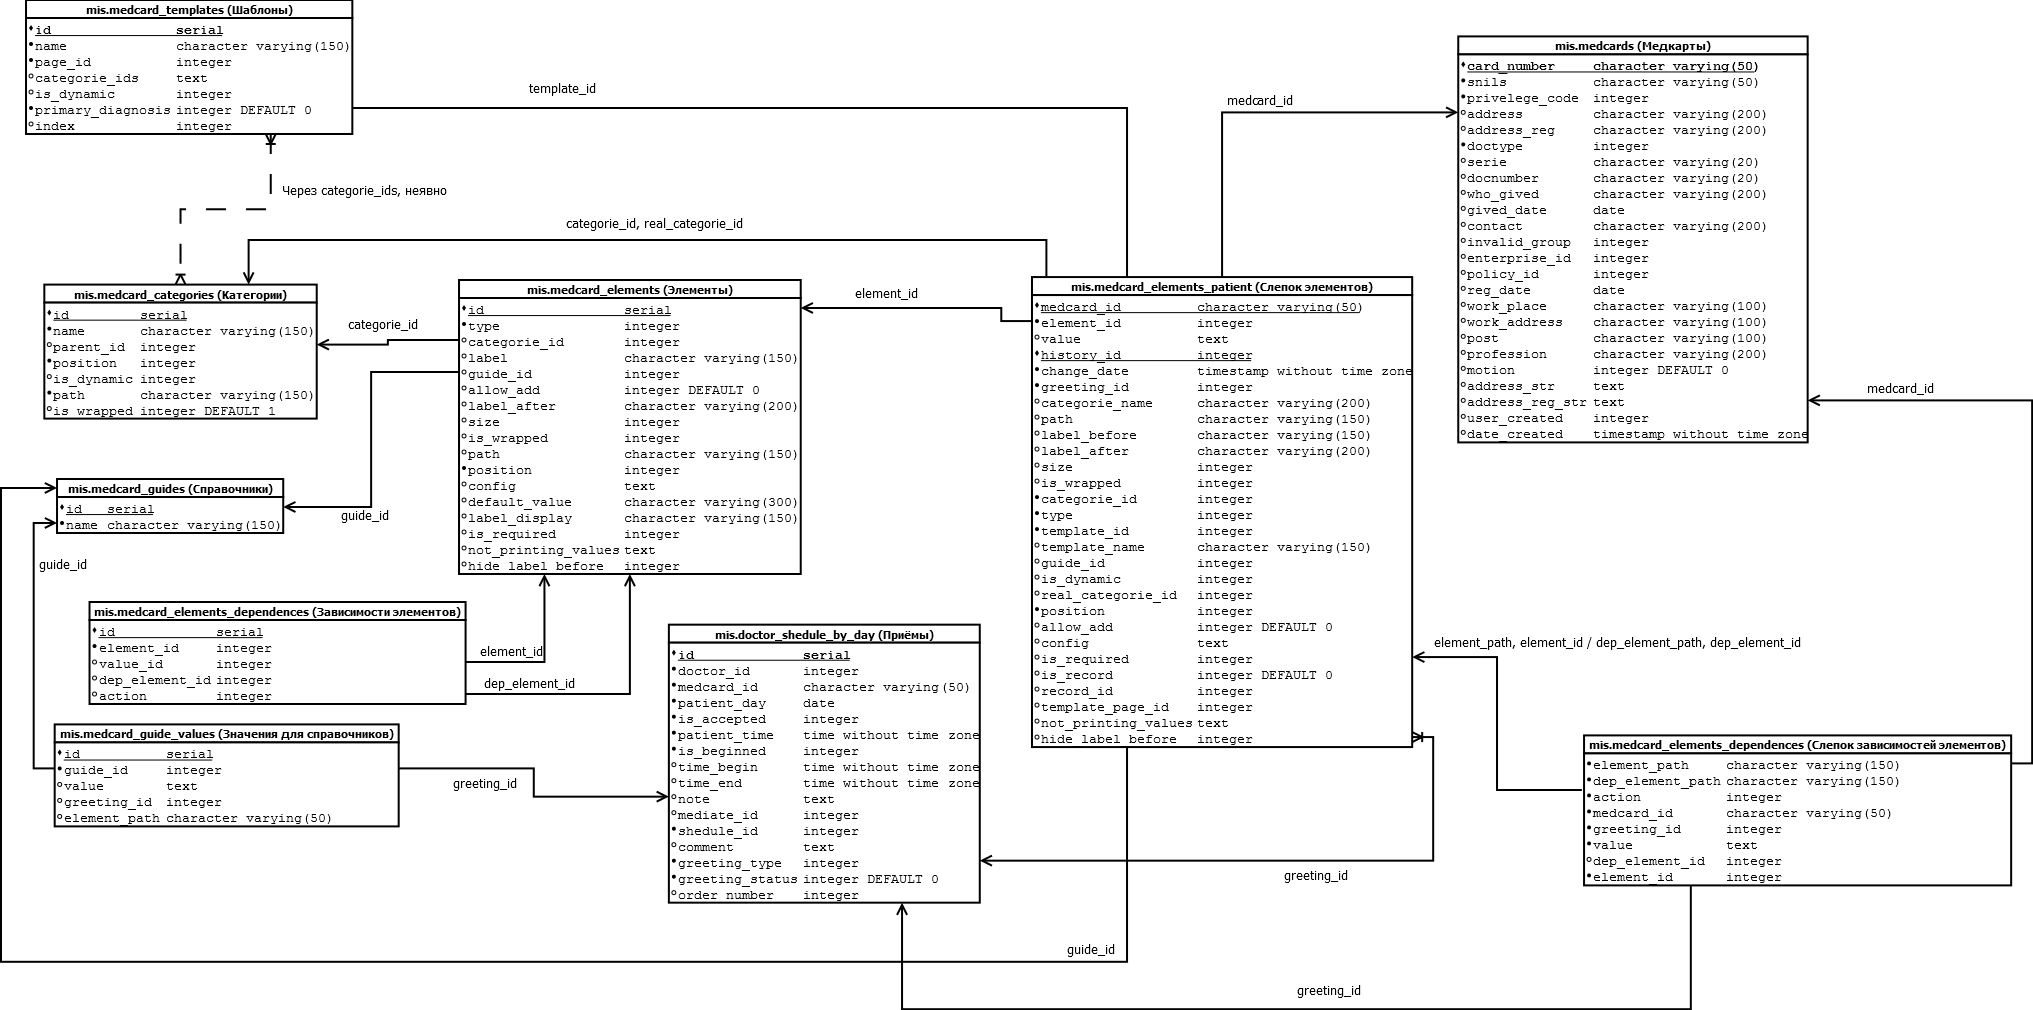 mis.medcard_templates (Шаблоны)
id serial
name character varying(150)
page_id integer
categorie_ids text
is_dynamic integer
primary_diagnosis integer DEFAULT 0
index integer
template_id
medcard_id
mis.medcards (Медкарты)
card_number character varying(50)
snils character varying(50)
privelege_code integer
address character varying(200)
address_reg character varying(200)
doctype integer
serie character varying(20)
docnumber character varying(20)
who_gived character varying(200)
gived_date date
contact character varying(200)
invalid_group integer
enterprise_id integer
policy_id integer
reg_date date
work_place character varying(100)
work_address character varying(100)
post character varying(100)
profession character varying(200)
motion integer DEFAULT 0
address_str text
address_reg_str text
user_created integer
date_created timestamp without time zone
Через categorie_ids, неявно
categorie_id, real_categorie_id
mis.medcard_categories (Категории)
id serial
name character varying(150)
parent_id integer
position integer
is_dynamic integer
path character varying(150)
is_wrapped integer DEFAULT 1
categorie_id
mis.medcard_elements (Элементы)
id serial
type integer
categorie_id integer
label character varying(150)
guide_id integer
allow_add integer DEFAULT 0
label_after character varying(200)
size integer
is_wrapped integer
path character varying(150)
position integer
config text
default_value character varying(300)
label_display character varying(150)
is_required integer
not_printing_values text
hide_label_before integer
element_id
mis.medcard_elements_patient (Слепок элементов)
medcard_id character varying(50)
element_id integer
value text
history_id integer
change_date timestamp without time zone
greeting_id integer
categorie_name character varying(200)
path character varying(150)
label_before character varying(150)
label_after character varying(200)
size integer
is_wrapped integer
categorie_id integer
type integer
template_id integer
template_name character varying(150)
guide_id integer
is_dynamic integer
real_categorie_id integer
position integer
allow_add integer DEFAULT 0
config text
is_required integer
is_record integer DEFAULT 0
record_id integer
template_page_id integer
not_printing_values text
hide_label_before integer
medcard_id
mis.medcard_guides (Справочники)
id serial
name character varying(150)
guide_id
guide_id
mis.medcard_elements_dependences (Зависимости элементов)
id serial
element_id integer
value_id integer
dep_element_id integer
action integer
element_id
dep_element_id
mis.doctor_shedule_by_day (Приёмы)
id serial
doctor_id integer
medcard_id character varying(50)
patient_day date
is_accepted integer
patient_time time without time zone
is_beginned integer
time_begin time without time zone
time_end time without time zone
note text
mediate_id integer
shedule_id integer
comment text
greeting_type integer
greeting_status integer DEFAULT 0
order_number integer
element_path, element_id / dep_element_path, dep_element_id
mis.medcard_guide_values (Значения для справочников)
id serial
guide_id integer
value text
greeting_id integer
element_path character varying(50)
greeting_id
mis.medcard_elements_dependences (Слепок зависимостей элементов)
element_path character varying(150)
dep_element_path character varying(150)
action integer
medcard_id character varying(50)
greeting_id integer
value text
dep_element_id integer
element_id integer
greeting_id
guide_id
greeting_id